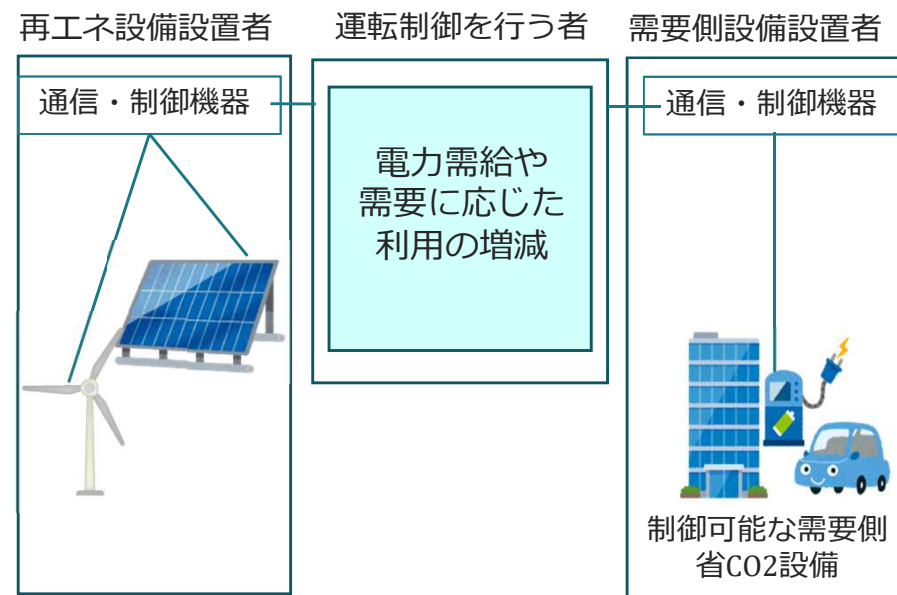 再エネ設備設置者
運転制御を行う者
需要側設備設置者
通信・制御機器
電力需給や
需要に応じた
利用の増減
通信・制御機器
制御可能な需要側
省CO2設備